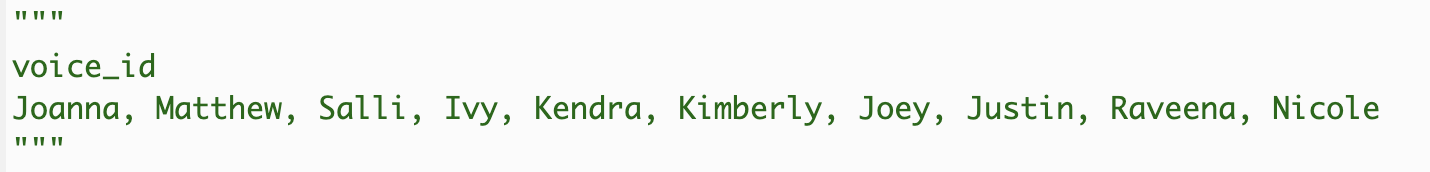 """
voice_id
Joanna, Matthew, Salli, Ivy, Kendra, Kimberly, Joey, Justin, Raveena, Nicole
"""